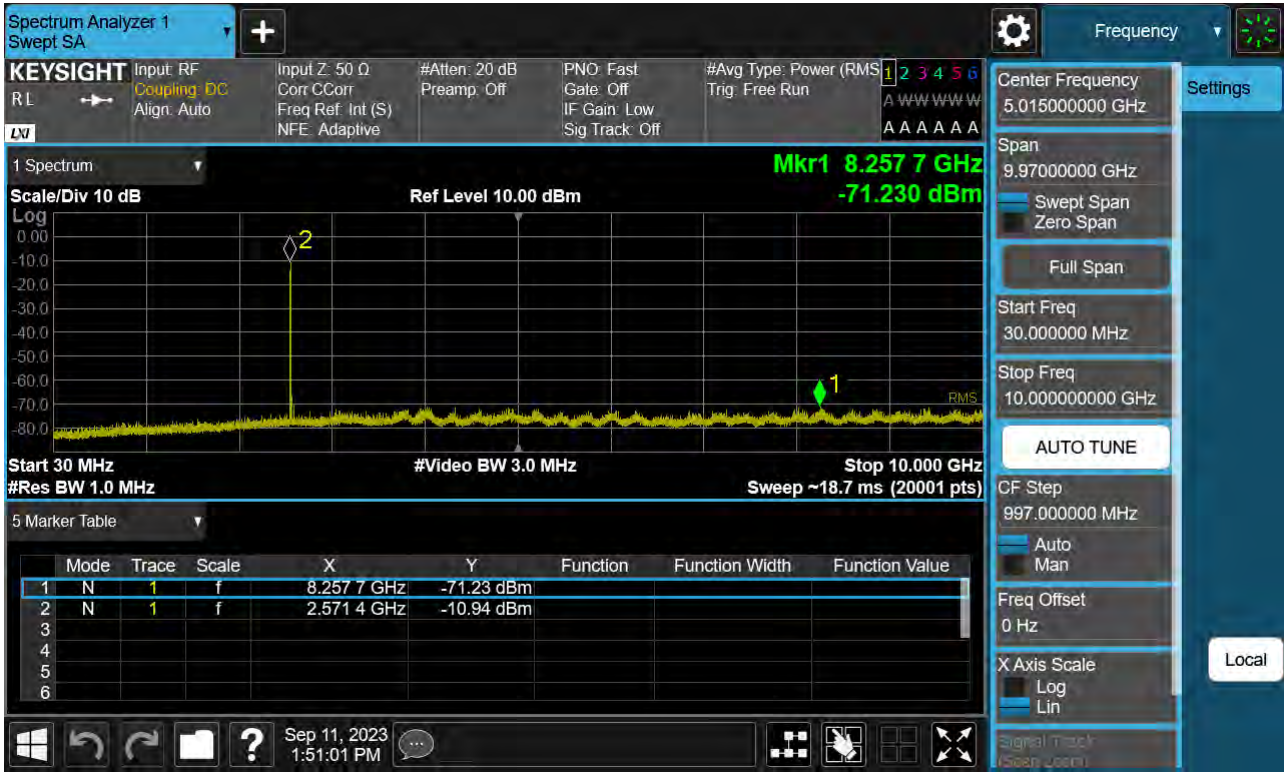 Spectrum Analyzer 1
Swept SA
Frequency
KEYSIGHT
RL
LXI
Input: RF
Coupling: DC
Align: Auto
Input Z: 50 Ω
Corr CCorr
Freq Ref: Int (S)
NFE: Adaptive
#Atten: 20 dB
Preamp: Off
PNO: Fast
Gate: Off
IF Gain: Low
Sig Track: Off
#Avg Type: Power (RMS
Trig: Free Run
1 2 3 4 5 6
A W W W W W
A A A A A A
1 Spectrum
Mkr1 8.257 7 GHz
Scale/Div 10 dB
Ref Level 10.00 dBm
-71.230 dBm
Log
0.00
-10.0
-20.0
-30.0
-40.0
-50.0
-60.0
-70.0
-80.0
2
1
RMS
Start 30 MHz
#Video BW 3.0 MHz
Stop 10.000 GHz
#Res BW 1.0 MHz
Sweep ~18.7 ms (20001 pts)
5 Marker Table
Mode Trace Scale X Y Function Function Width Function Value
1 N 1 f 8.257 7 GHz -71.23 dBm
2 N 1 f 2.571 4 GHz -10.94 dBm
3
4
5
6
Sep 11, 2023
1:51:01 PM
Center Frequency
5.015000000 GHz
Settings
Span
9.97000000 GHz
Swept Span
Zero Span
Full Span
Start Freq
30.000000 MHz
Stop Freq
10.000000000 GHz
AUTO TUNE
CF Step
997.000000 MHz
Auto
Man
Freq Offset
0 Hz
X Axis Scale
Log
Lin
Local
Signal Track
(Span Zoom)